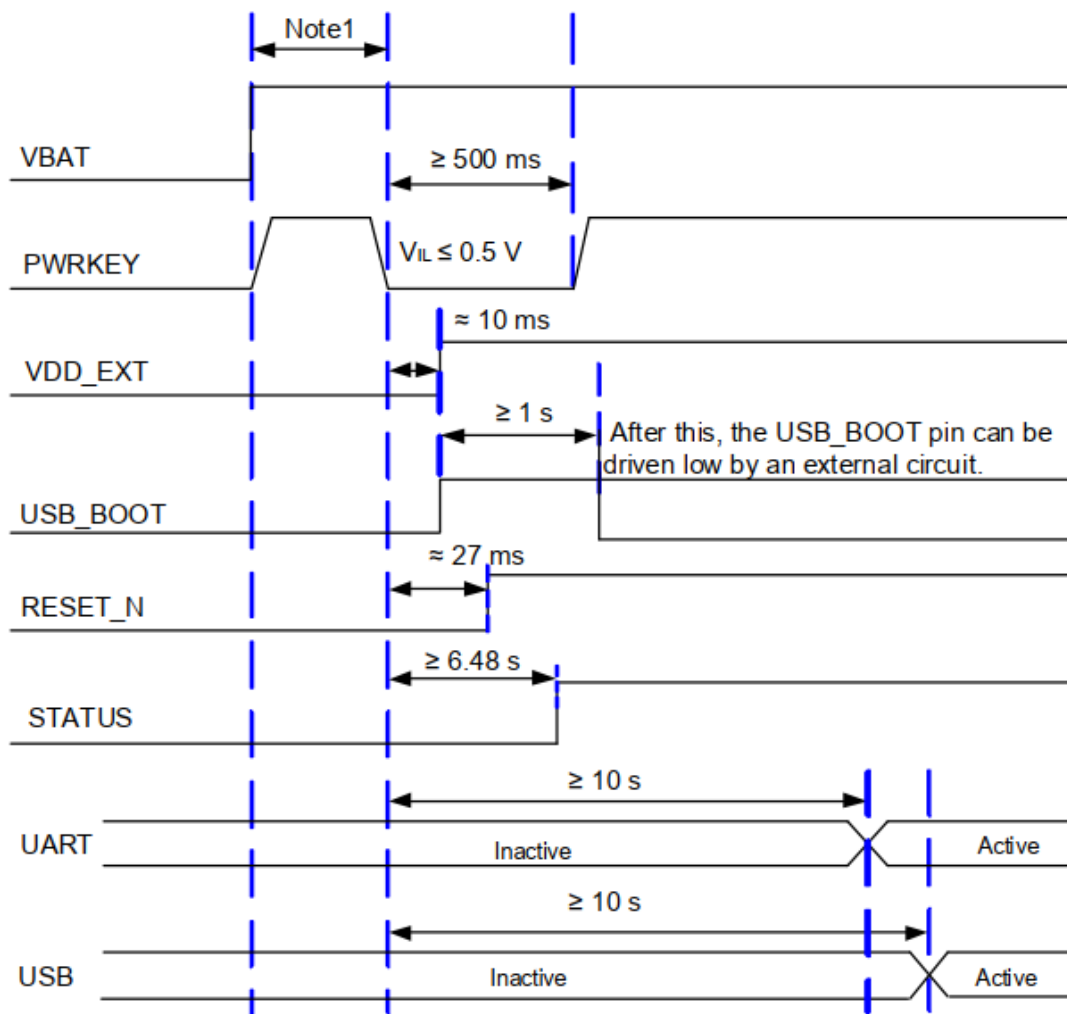 Note1
VBAT
≥ 500 ms
PWRKEY
VIL ≤ 0.5 V
≈ 10 ms
VDD_EXT
≥ 1 s
After this, the USB_BOOT pin can be
driven low by an external circuit.
USB_BOOT
≈ 27 ms
RESET_N
≥ 6.48 s
STATUS
≥ 10 s
UART
Inactive
Active
≥ 10 s
USB
Inactive
Active